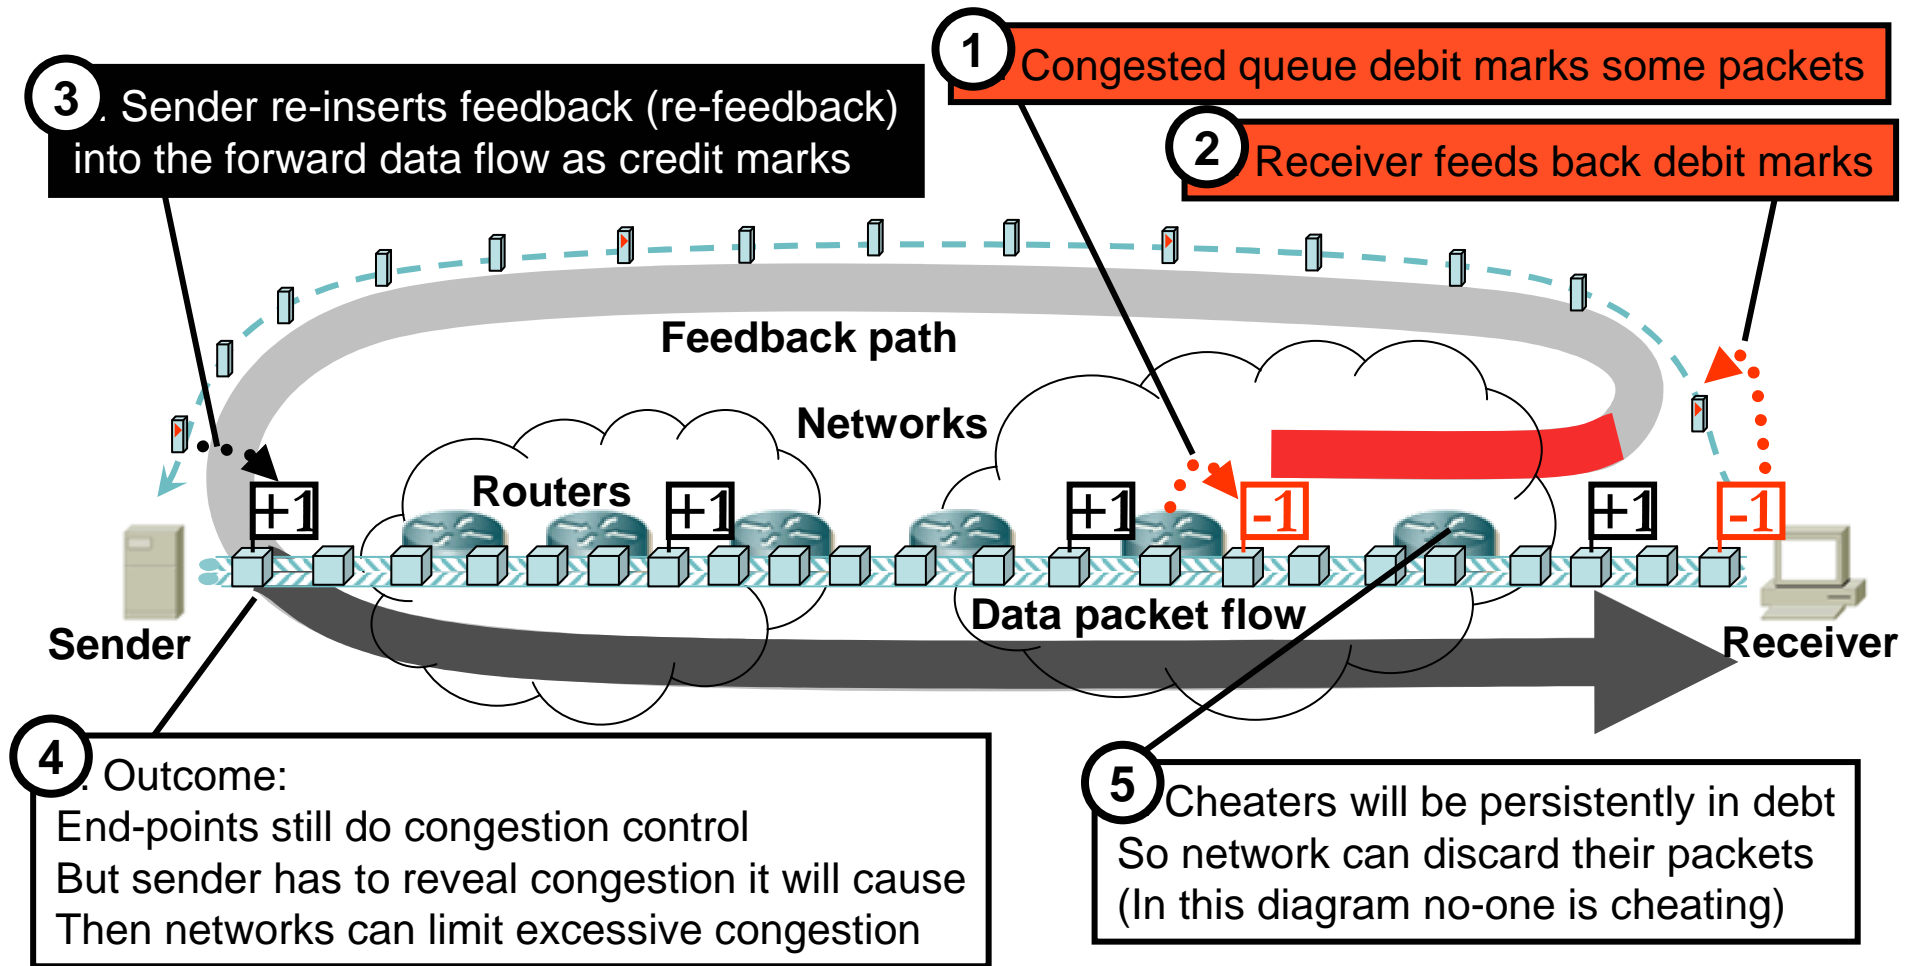 1
. Congested queue debit marks some packets
3
. Sender re-inserts feedback (re-feedback)
into the forward data flow as credit marks
2
Receiver feeds back debit marks
Feedback path
Networks
Routers
+1
+1
+1
-1
+1
-1
Data packet flow
Sender
Receiver
4
. Outcome:
End-points still do congestion control
But sender has to reveal congestion it will cause
Then networks can limit excessive congestion
5
Cheaters will be persistently in debt
So network can discard their packets
(In this diagram no-one is cheating)